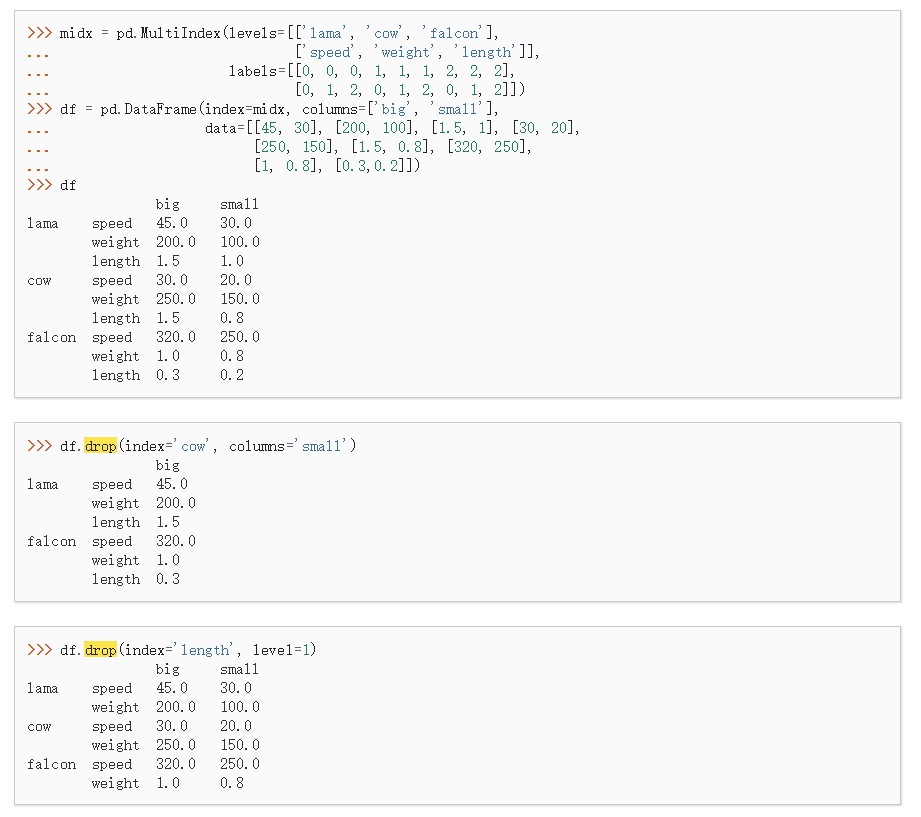 >>> midx = pd.MultiIndex(levels=[['lama', 'cow', 'falcon'],
...                              ['speed', 'weight', 'length']],
...                      labels=[[0, 0, 0, 1, 1, 1, 2, 2, 2],
...                              [0, 1, 2, 0, 1, 2, 0, 1, 2]])
>>> df = pd.DataFrame(index=midx, columns=['big', 'small'],
...                   data=[[45, 30], [200, 100], [1.5, 1], [30, 20],
...                         [250, 150], [1.5, 0.8], [320, 250],
...                         [1, 0.8], [0.3,0.2]])
>>> df
                big     small
lama    speed   45.0    30.0
        weight  200.0   100.0
        length  1.5     1.0
cow     speed   30.0    20.0
        weight  250.0   150.0
        length  1.5     0.8
falcon  speed   320.0   250.0
        weight  1.0     0.8
        length  0.3     0.2
>>> df.drop(index='cow', columns='small')
                big
lama    speed   45.0
        weight  200.0
        length  1.5
falcon  speed   320.0
        weight  1.0
        length  0.3
>>> df.drop(index='length', level=1)
                big     small
lama    speed   45.0    30.0
        weight  200.0   100.0
cow     speed   30.0    20.0
        weight  250.0   150.0
falcon  speed   320.0   250.0
        weight  1.0     0.8